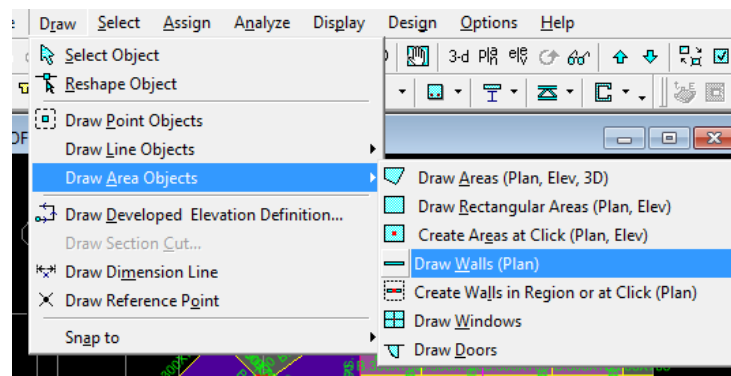 Draw Select Assign Analyze Display Design Options Help
Select Object
3-d
Reshape Object
Draw Point Objects
Draw Line Objects
Draw Area Objects
Draw Areas (Plan, Elev, 3D)
Draw Developed Elevation Definition...
Draw Rectangular Areas (Plan, Elev)
Draw Section Cut...
Create Areas at Click (Plan, Elev)
Draw Dimension Line
Draw Walls (Plan)
Draw Reference Point
Create Walls in Region or at Click (Plan)
Snap to
Draw Windows
Draw Doors